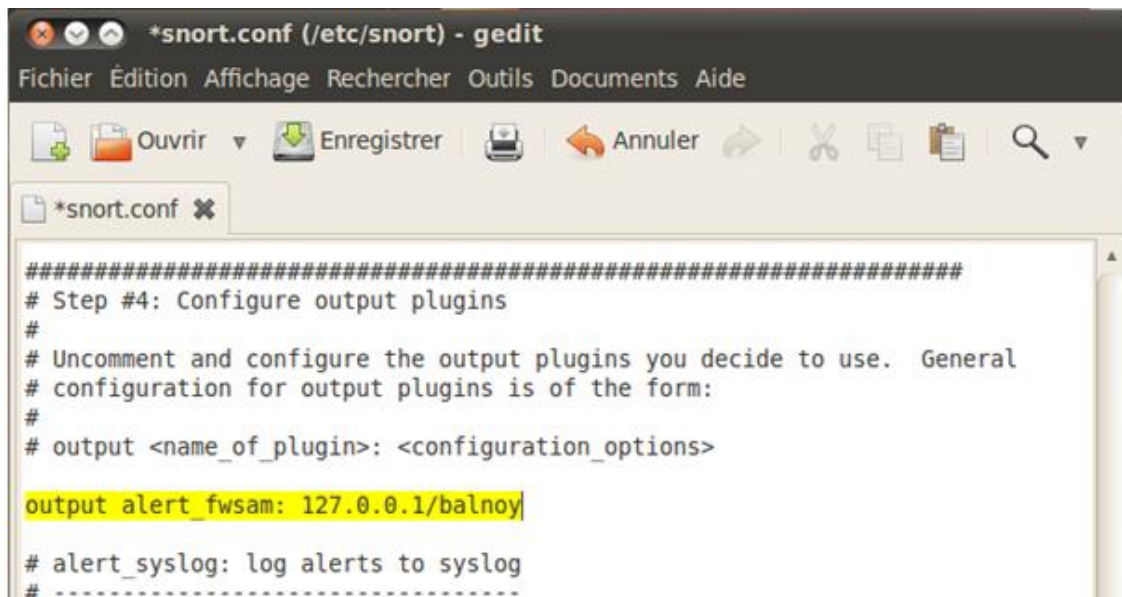 *snort.conf (/etc/snort) - gedit
Fichier Édition Affichage Rechercher Outils Documents Aide
Ouvrir Enregistrer Annuler
*snort.conf
###################################################################
# Step #4: Configure output plugins
#
# Uncomment and configure the output plugins you decide to use.  General
# configuration for output plugins is of the form:
#
# output <name_of_plugin>: <configuration_options>
output alert_fwsam: 127.0.0.1/balnoy
# alert_syslog: log alerts to syslog
# ----------------------------------